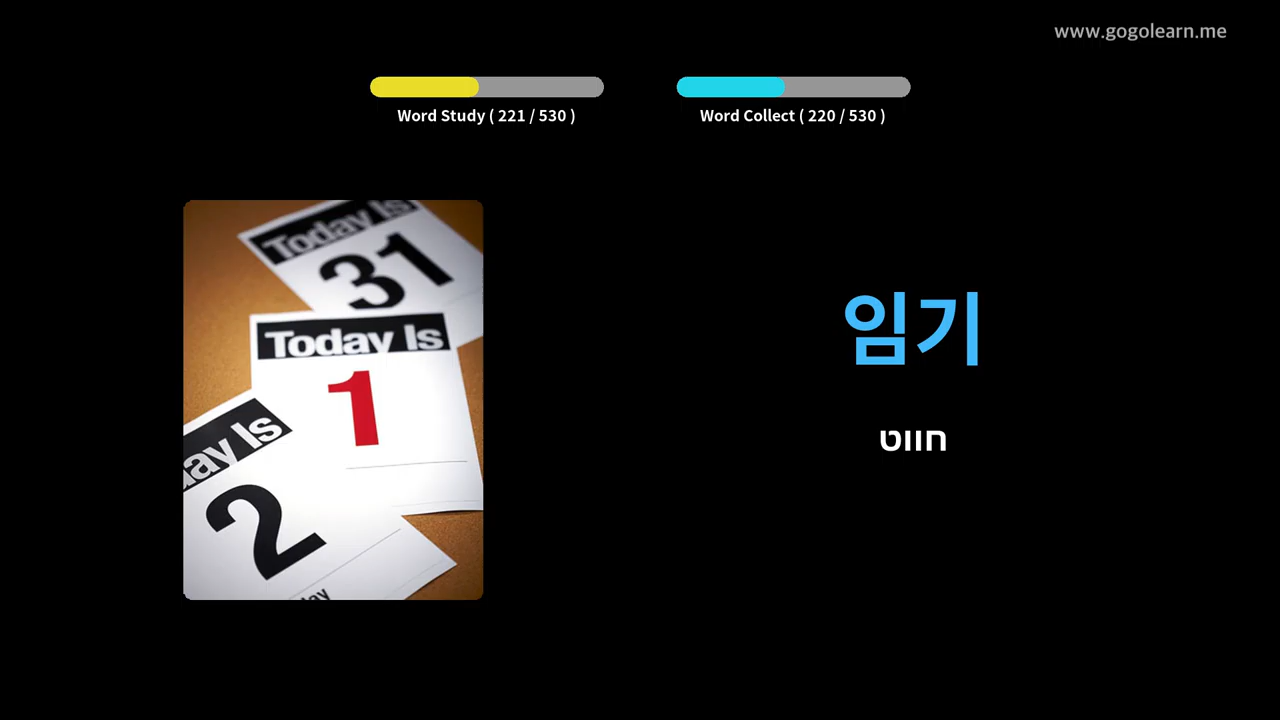 www.gogolearn.me
Word Study ( 221 / 530 )
Word Collect ( 220 / 530 )
Today Is
31
Today Is
1
ay Is
2
임기
חווט